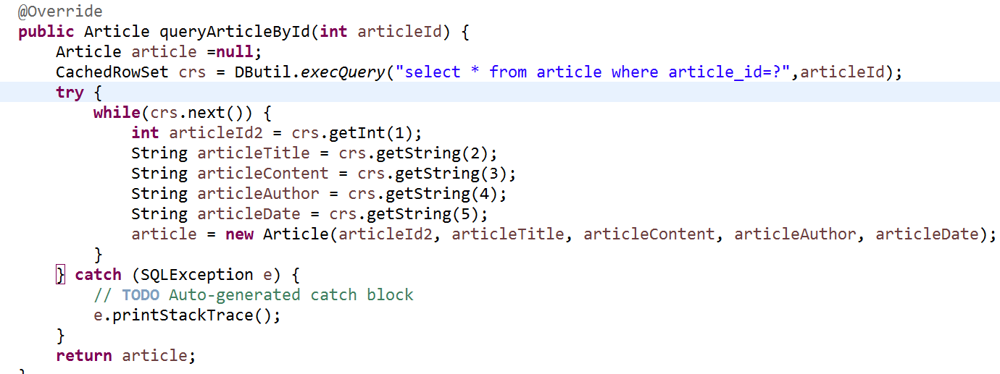 @Override
public Article queryArticleById(int articleId) {
    Article article =null;
    CachedRowSet crs = DButil.execQuery("select * from article where article_id=?",articleId);
    try {
        while(crs.next()) {
            int articleId2 = crs.getInt(1);
            String articleTitle = crs.getString(2);
            String articleContent = crs.getString(3);
            String articleAuthor = crs.getString(4);
            String articleDate = crs.getString(5);
            article = new Article(articleId2, articleTitle, articleContent, articleAuthor, articleDate);
        }
    } catch (SQLException e) {
        // TODO Auto-generated catch block
        e.printStackTrace();
    }
    return article;